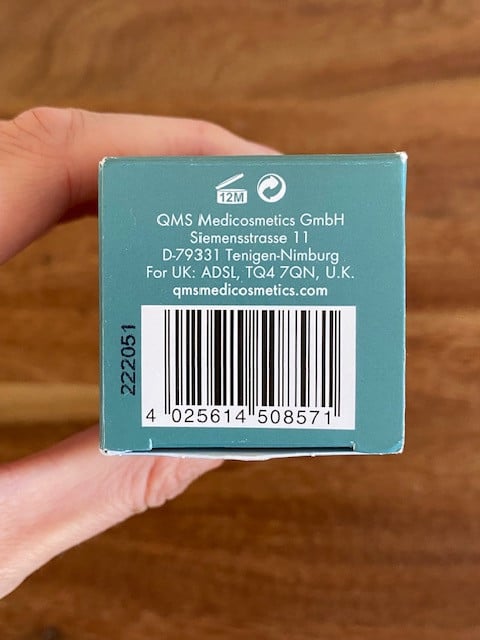 12M
QMS Medicosmetics GmbH
Siemensstrasse 11
D-79331 Tenigen-Nimburg
For UK: ADSL, TQ4 7QN, U.K.
qmsmedicosmetics.com
222051
4 025614 508571